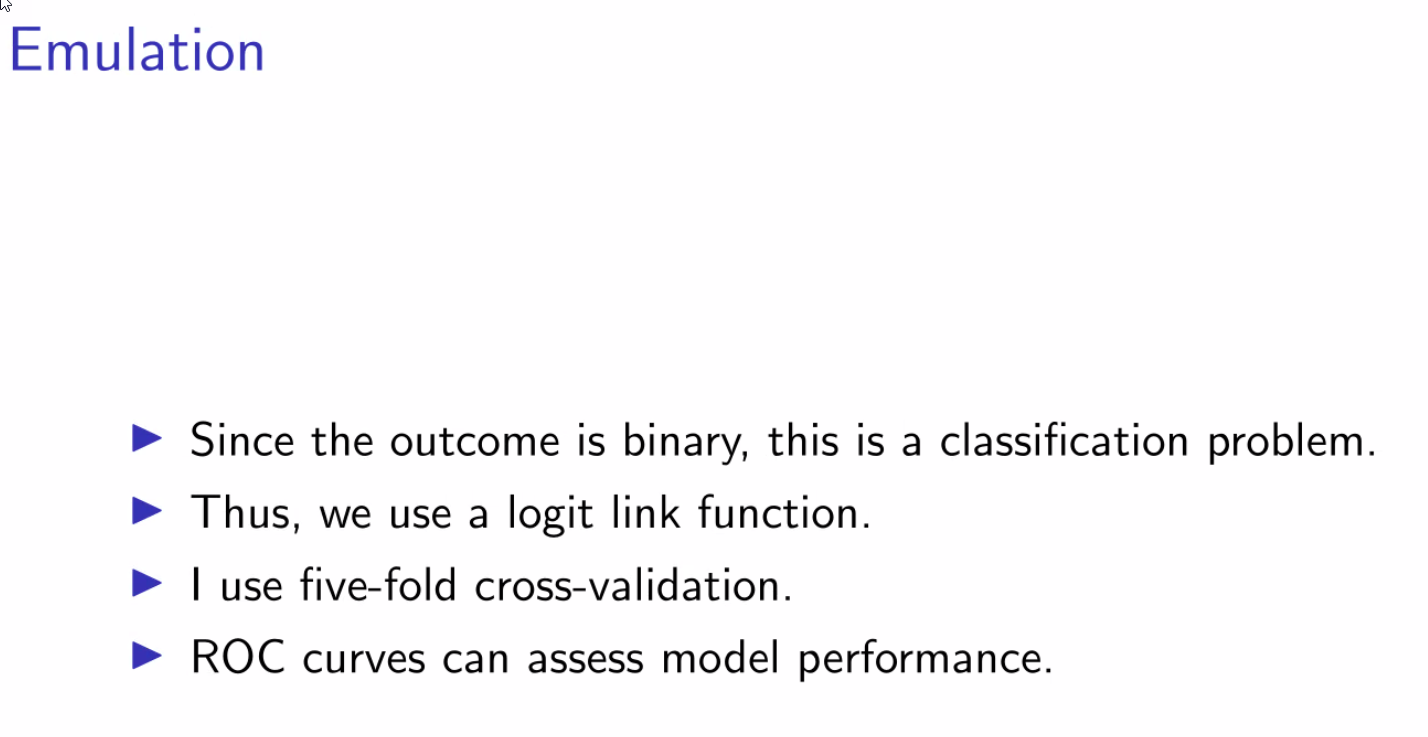 Emulation
Since the outcome is binary, this is a classification problem.
Thus, we use a logit link function.
I use five-fold cross-validation.
ROC curves can assess model performance.